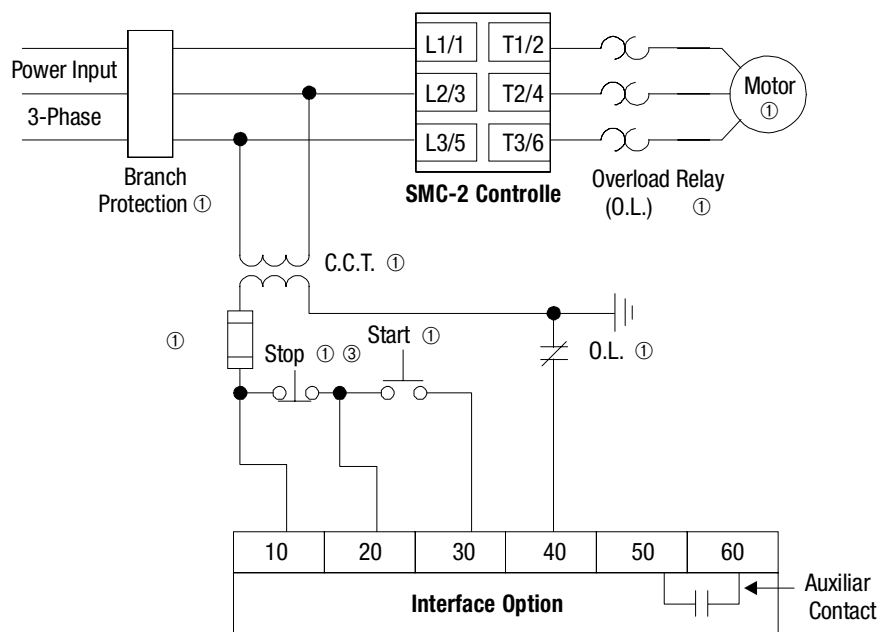 Power Input
3-Phase
Branch
Protection ①
L1/1 T1/2
L2/3 T2/4
L3/5 T3/6
SMC-2 Controlle
Overload Relay
(O.L.) ①
Motor
①
C.C.T. ①
①
Stop ① ③
Start ①
O.L. ①
10 20 30 40 50 60
Interface Option
Auxiliar
Contact